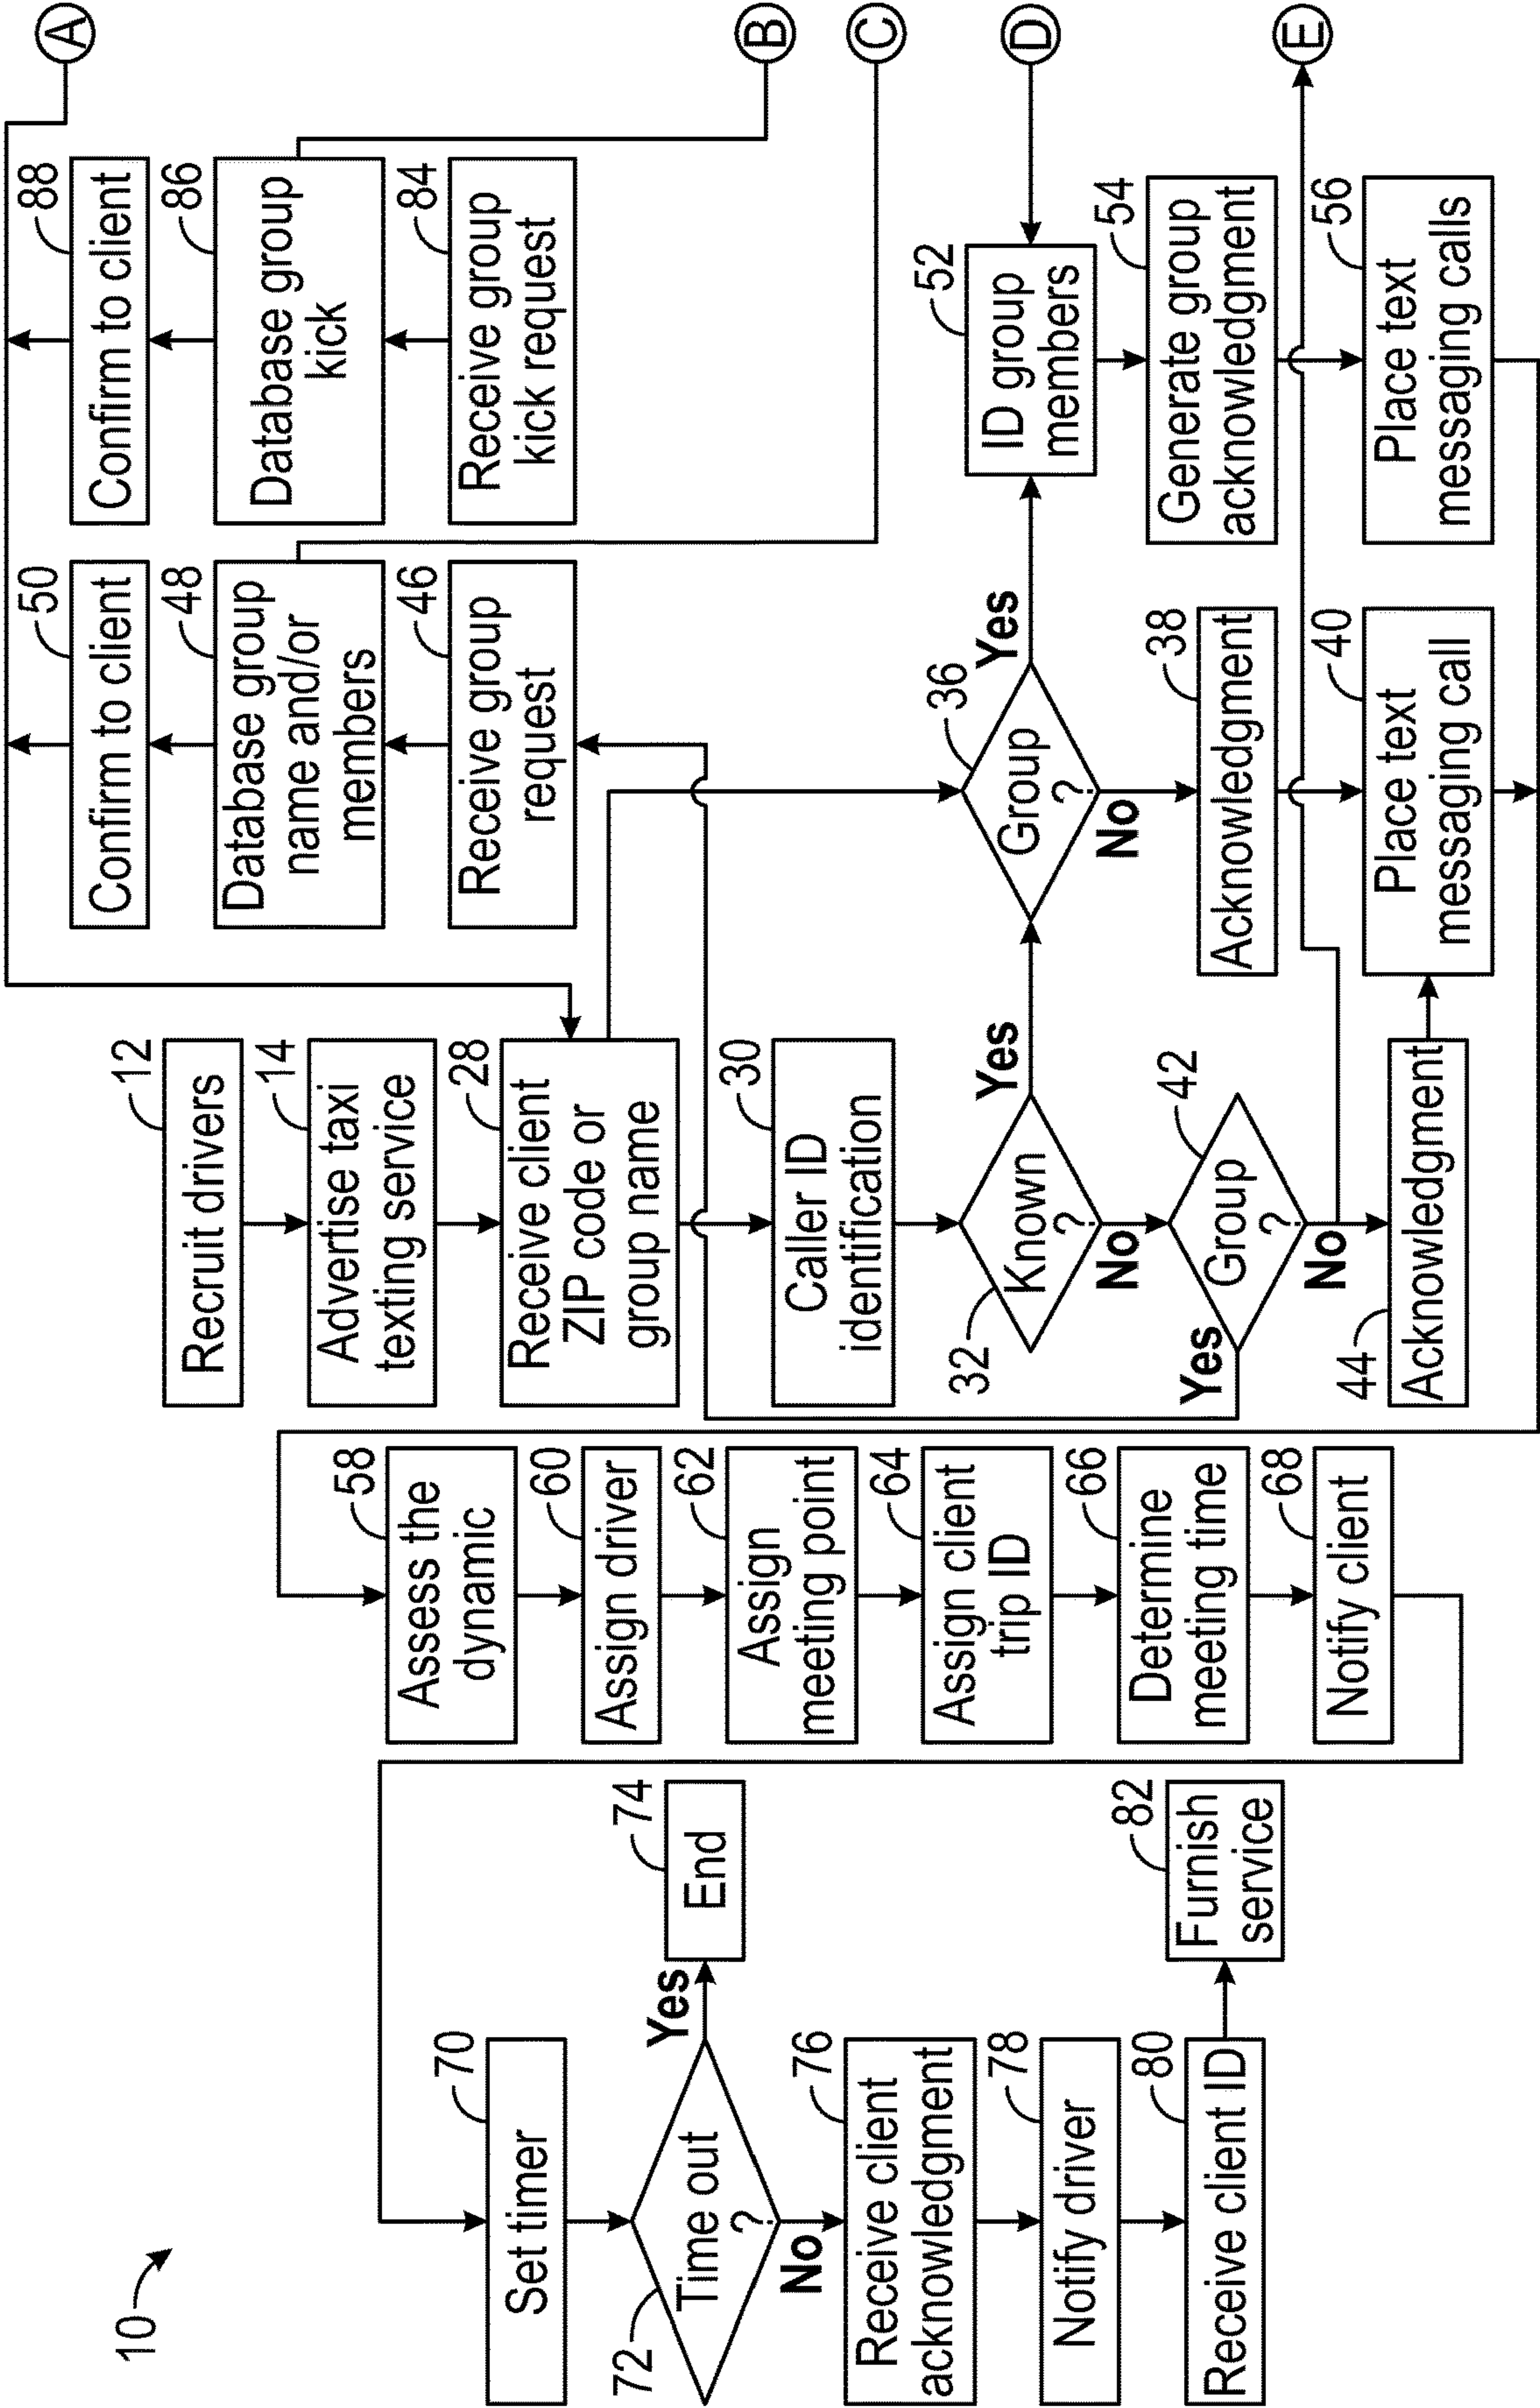 10
70
Set timer
72
Time out
?
Yes
No
74
End
76
Receive client
acknowledgment
78
Notify driver
80
Receive client ID
82
Furnish
service
58
Assess the
dynamic
60
Assign driver
62
Assign
meeting point
64
Assign client
trip ID
66
Determine
meeting time
68
Notify client
12
Recruit drivers
14
Advertise taxi
texting service
28
Receive client
ZIP code or
group name
30
Caller ID
identification
32
Known
?
Yes
No
42
Group
?
Yes
No
44
Acknowledgment
50
Confirm to client
48
Database group
name and/or
members
46
Receive group
request
36
Group
?
Yes
No
38
Acknowledgment
40
Place text
messaging call
88
Confirm to client
86
Database group
kick
84
Receive group
kick request
52
ID group
members
54
Generate group
acknowledgment
56
Place text
messaging calls
A
B
C
D
E